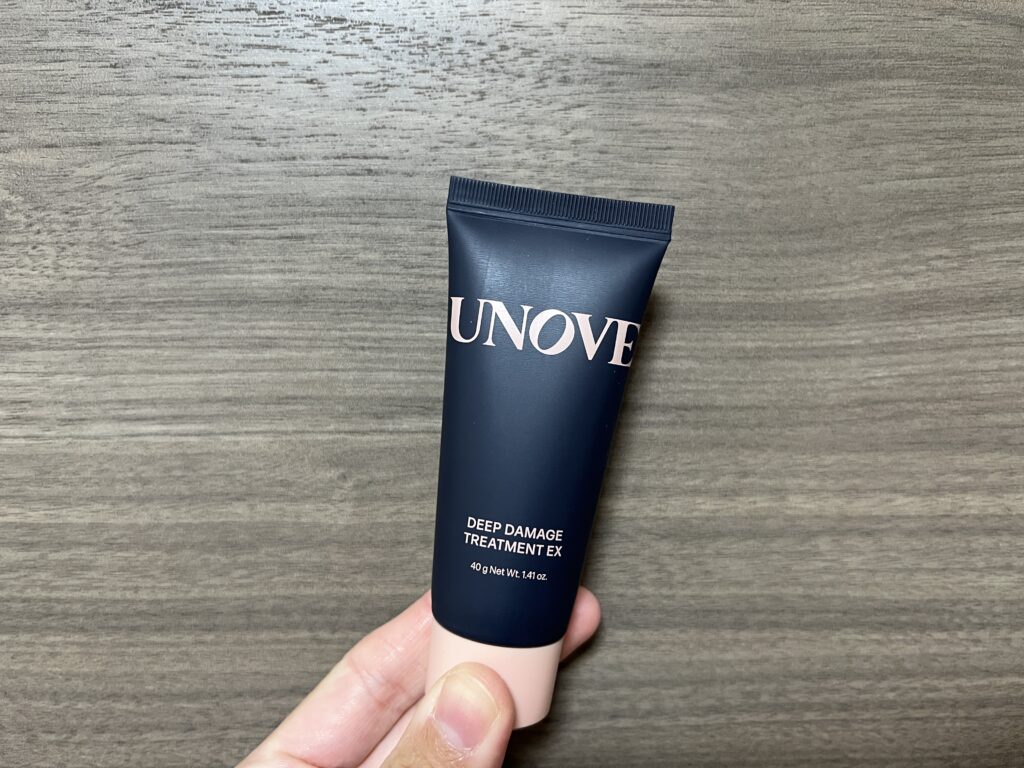 UNOVE
DEEP DAMAGE
TREATMENT EX
40 g Net Wt. 1.41 oz.